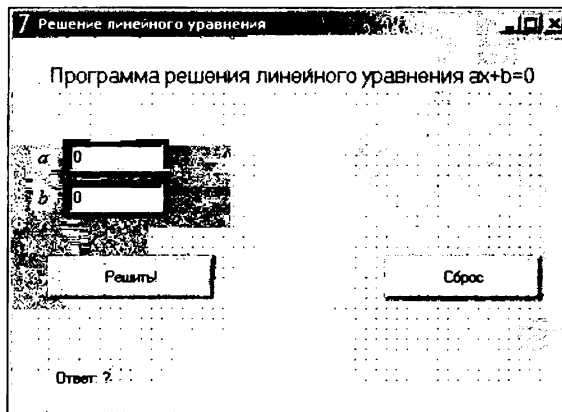 7 Решение линейного уравнения
Программа решения линейного уравнения ax+b=0
a 0
b 0
Решить!
Сброс
Ответ: ?